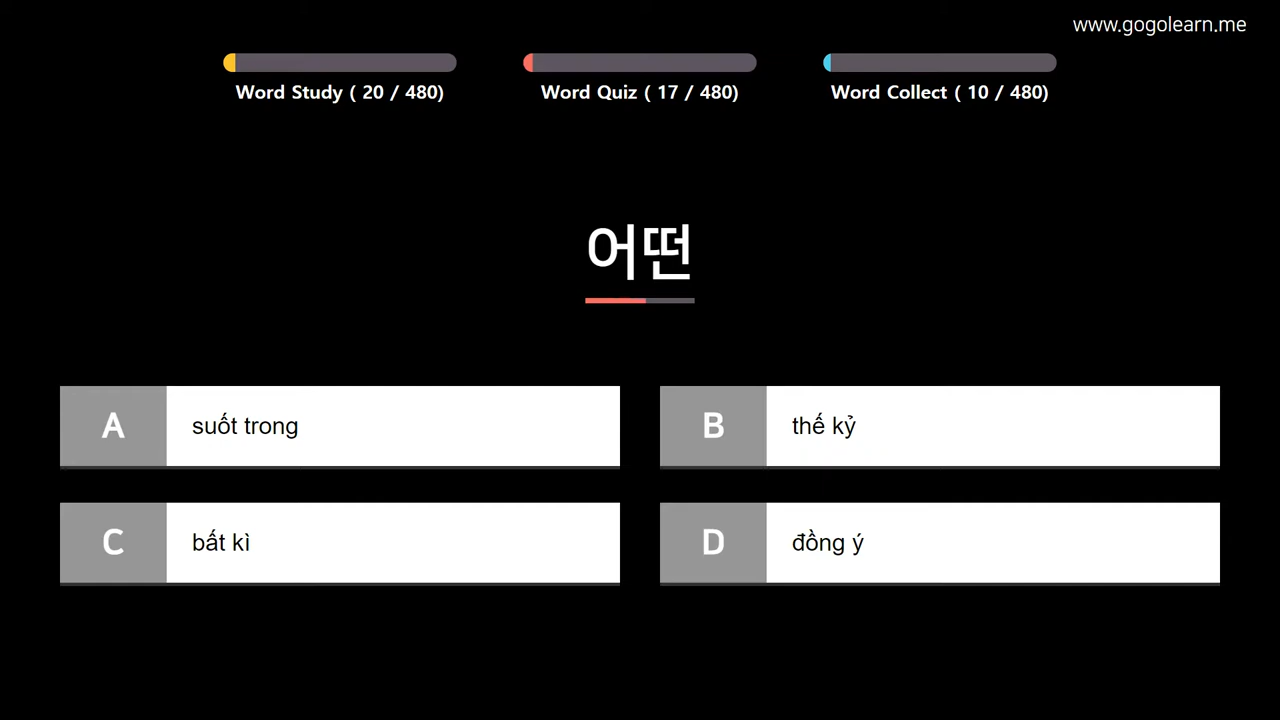 www.gogolearn.me
Word Study ( 20 / 480)
Word Quiz ( 17 / 480)
Word Collect ( 10 / 480)
어떤
A suốt trong
B thế kỷ
C bất kì
D đồng ý